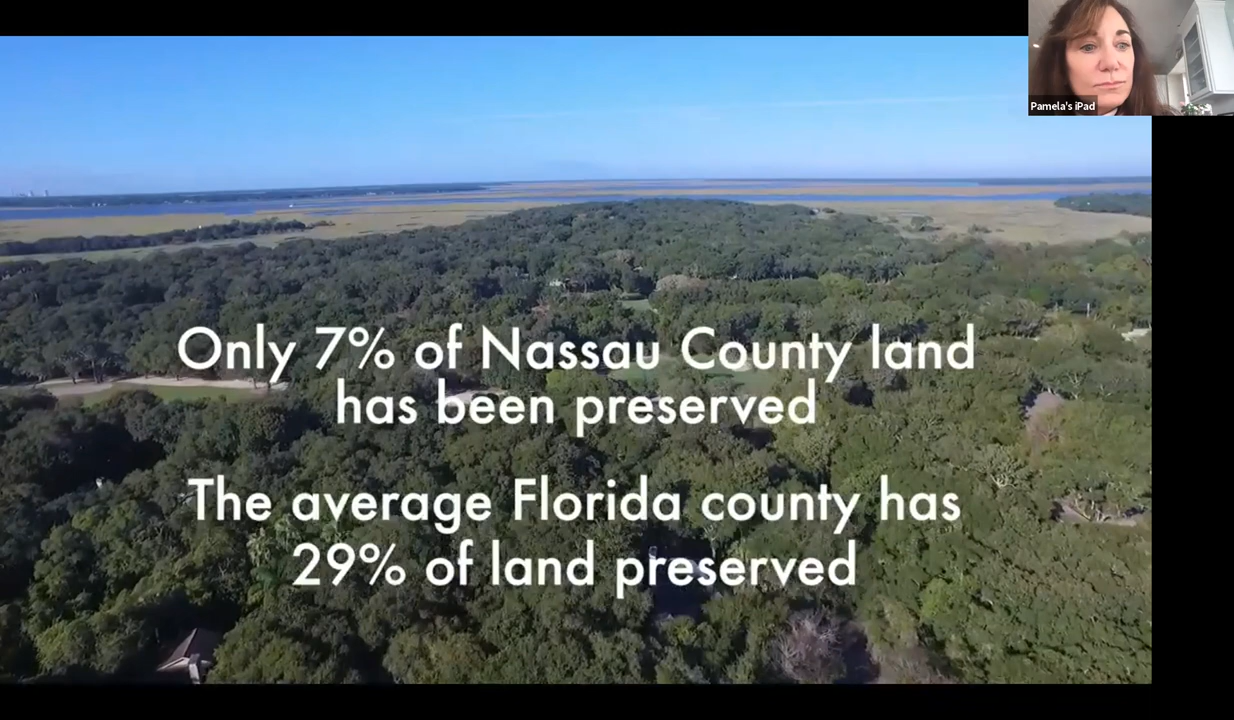 Pamela's iPad
Only 7% of Nassau County land
has been preserved
The average Florida county has
29% of land preserved